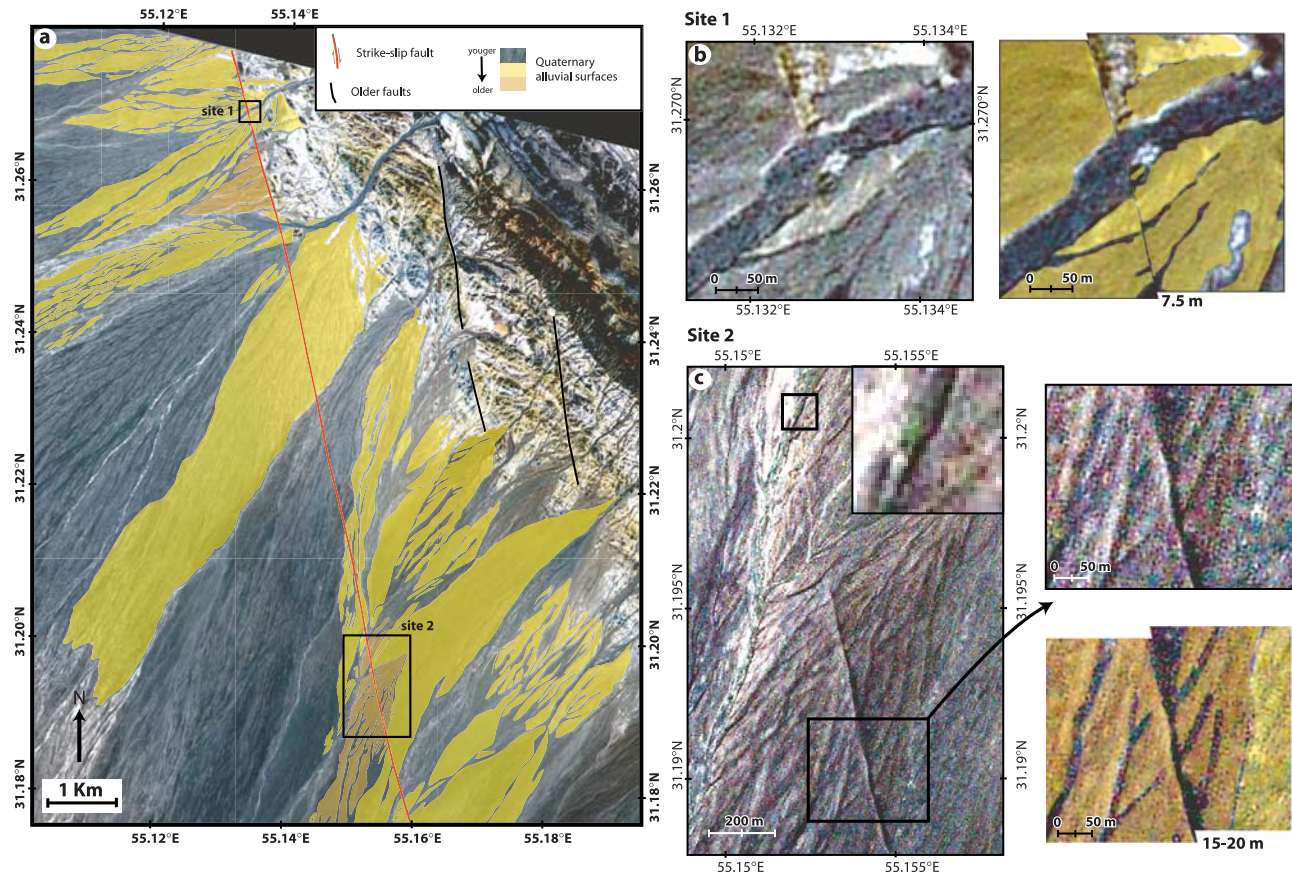 55.12°E
55.14°E
a
Strike-slip fault
Older faults
youger
older
Quaternary
alluvial surfaces
site 1
31.26°N
31.24°N
31.22°N
31.20°N
31.18°N
31.26°N
31.24°N
31.22°N
31.20°N
31.18°N
site 2
N
1 Km
55.12°E
55.14°E
55.16°E
55.18°E
Site 1
b
55.132°E
55.134°E
31.270°N
31.270°N
0 50 m
55.132°E
55.134°E
0 50 m
7.5 m
Site 2
c
55.15°E
55.155°E
31.2°N
31.195°N
31.19°N
31.2°N
31.195°N
31.19°N
200 m
55.15°E
55.155°E
0 50 m
0 50 m
15-20 m